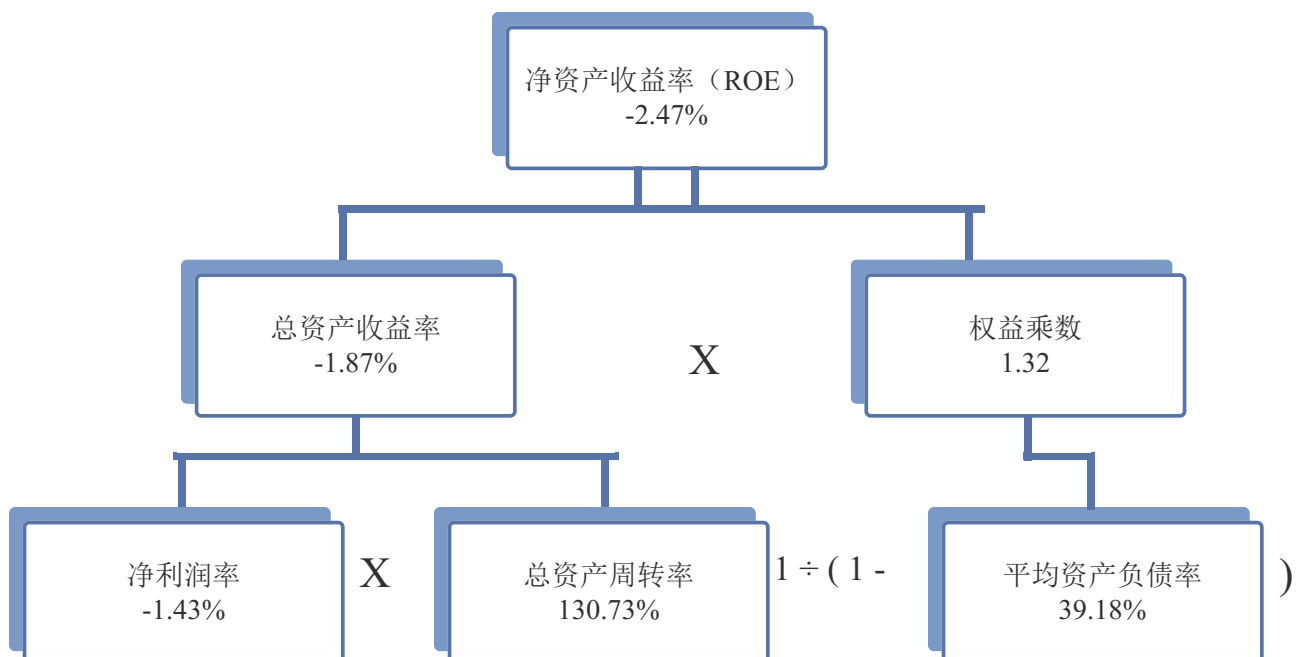 净资产收益率（ROE）
-2.47%
总资产收益率
-1.87%
X
权益乘数
1.32
净利润率
-1.43%
X
总资产周转率
130.73%
1 ÷ ( 1 -
平均资产负债率
39.18%
)